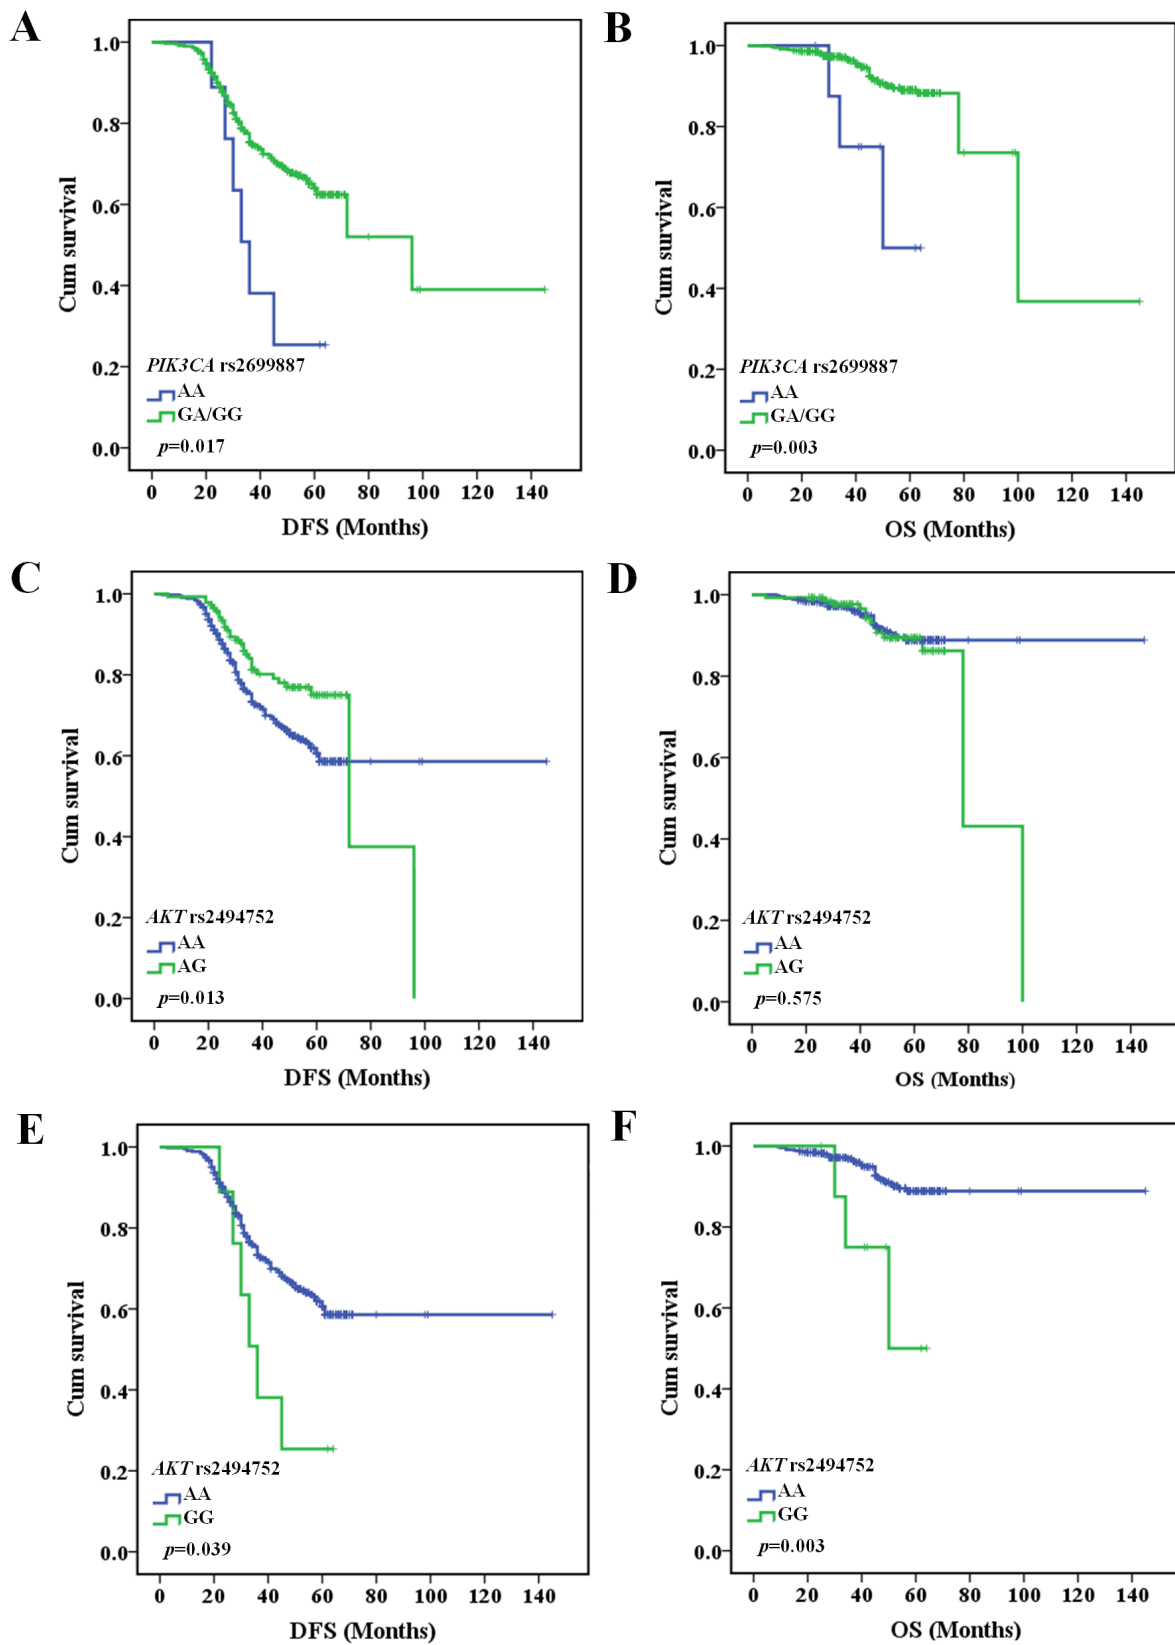 A
1.0
0.8
0.6
0.4
0.2
0.0
Cum survival
PIK3CA rs2699887
AA
GA/GG
p=0.017
0 20 40 60 80 100 120 140
DFS (Months)
B
1.0
0.8
0.6
0.4
0.2
0.0
Cum survival
PIK3CA rs2699887
AA
GA/GG
p=0.003
0 20 40 60 80 100 120 140
OS (Months)
C
1.0
0.8
0.6
0.4
0.2
0.0
Cum survival
AKT rs2494752
AA
AG
p=0.013
0 20 40 60 80 100 120 140
DFS (Months)
D
1.0
0.8
0.6
0.4
0.2
0.0
Cum survival
AKT rs2494752
AA
AG
p=0.575
0 20 40 60 80 100 120 140
OS (Months)
E
1.0
0.8
0.6
0.4
0.2
0.0
Cum survival
AKT rs2494752
AA
GG
p=0.039
0 20 40 60 80 100 120 140
DFS (Months)
F
1.0
0.8
0.6
0.4
0.2
0.0
Cum survival
AKT rs2494752
AA
GG
p=0.003
0 20 40 60 80 100 120 140
OS (Months)